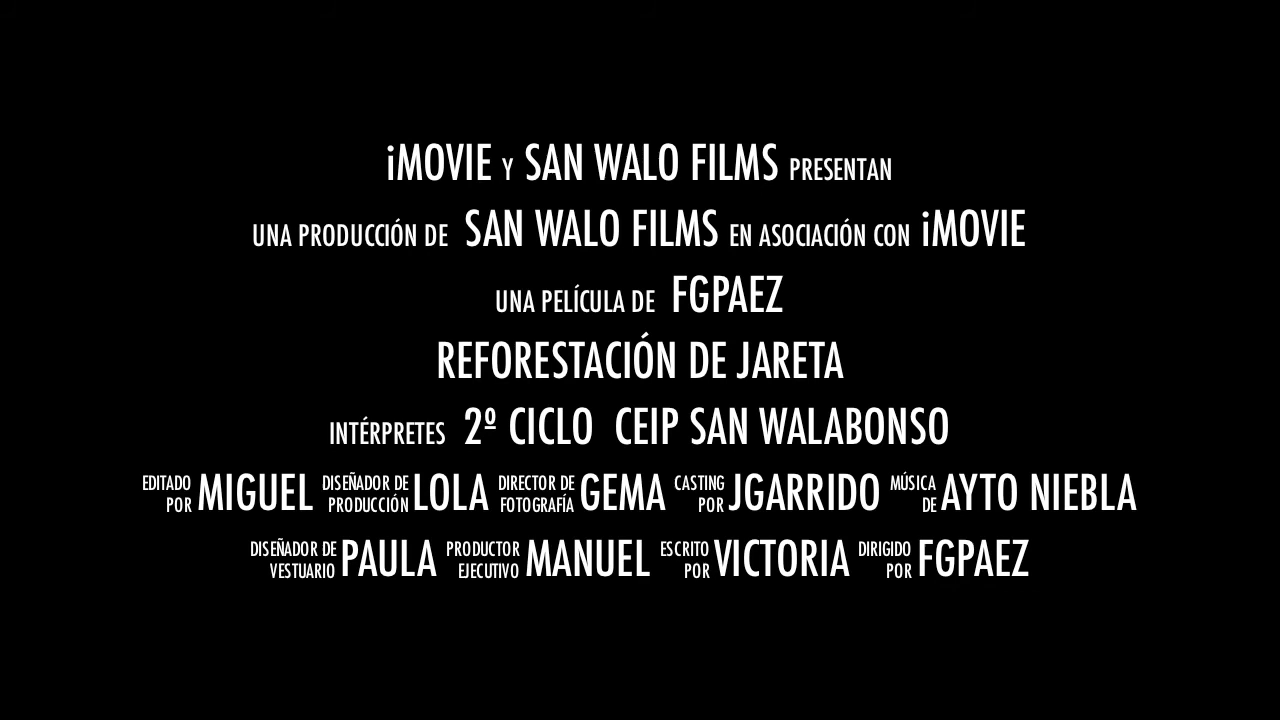 iMOVIE Y SAN WALO FILMS PRESENTAN
UNA PRODUCCIÓN DE SAN WALO FILMS EN ASOCIACIÓN CON iMOVIE
UNA PELÍCULA DE FGPAEZ
REFORESTACIÓN DE JARETA
INTÉRPRETES 2º CICLO CEIP SAN WALABONSO
EDITADO POR MIGUEL DISEÑADOR DE PRODUCCIÓN LOLA DIRECTOR DE FOTOGRAFÍA GEMA CASTING POR JGARRIDO MÚSICA DE AYTO NIEBLA
DISEÑADOR DE VESTUARIO PAULA PRODUCTOR EJECUTIVO MANUEL ESCRITO POR VICTORIA DIRIGIDO POR FGPAEZ